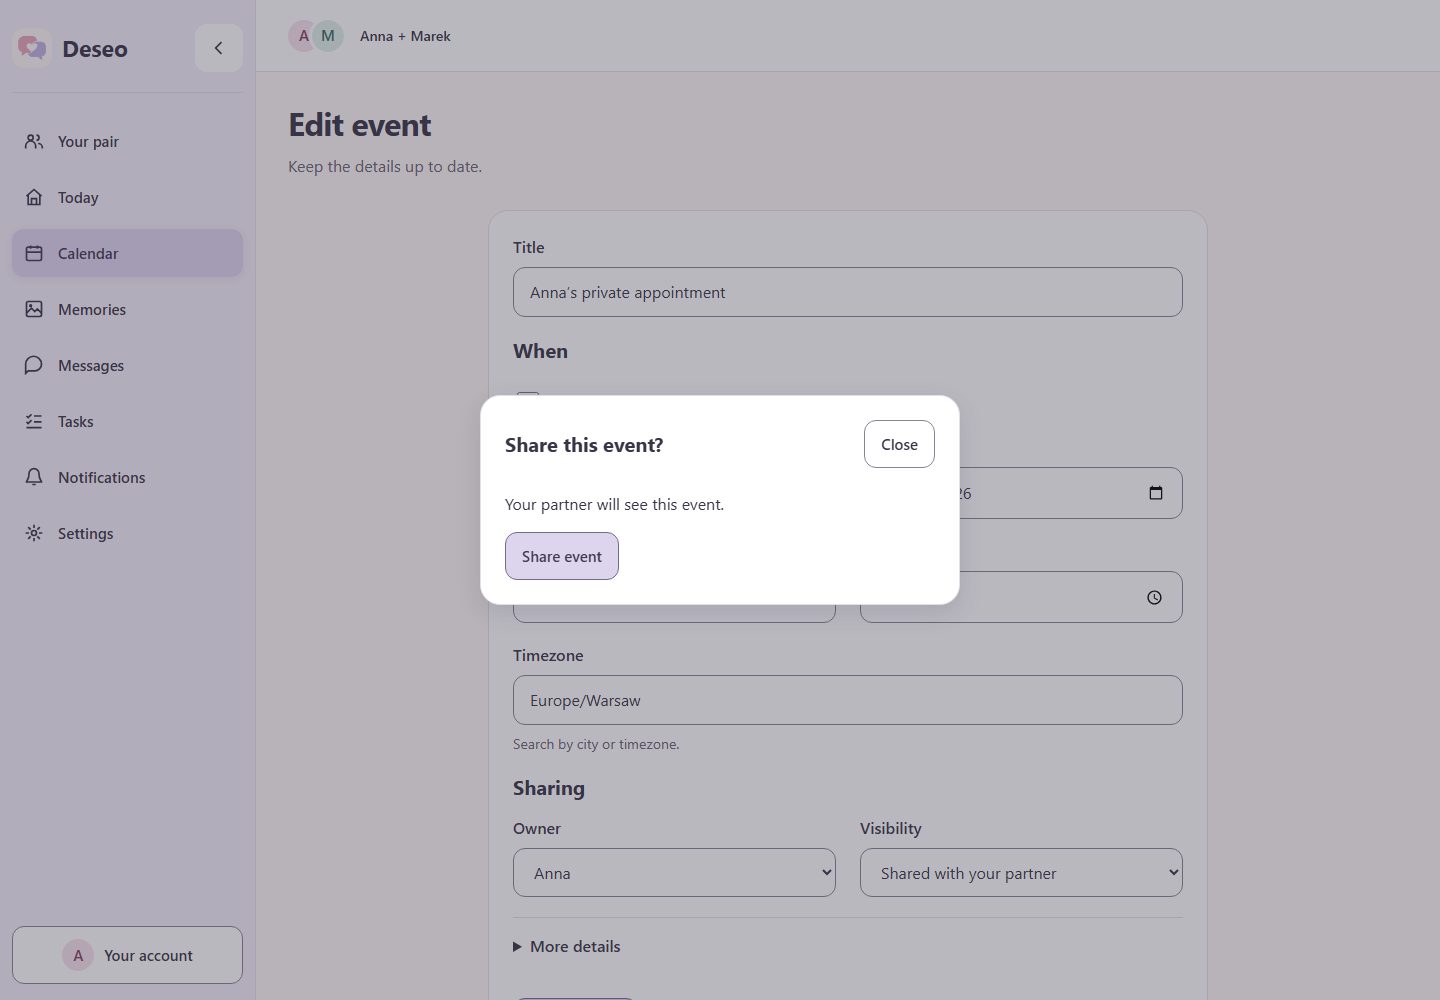 Deseo
Your pair
Today
Calendar
Memories
Messages
Tasks
Notifications
Settings
A Your account
A M Anna + Marek
Edit event
Keep the details up to date.
Title
Anna's private appointment
When
Share this event?
Close
Your partner will see this event.
Share event
26
Timezone
Europe/Warsaw
Search by city or timezone.
Sharing
Owner
Visibility
Anna
Shared with your partner
More details